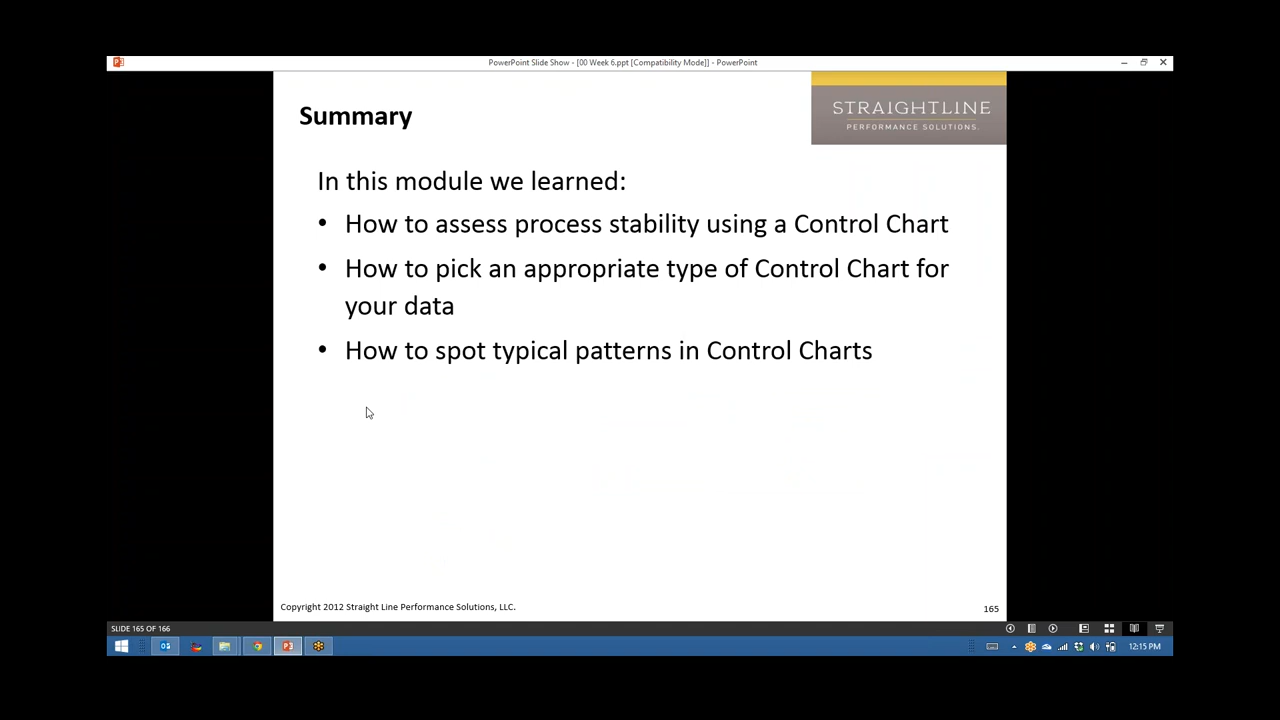 PowerPoint Slide Show - [00 Week 6.ppt [Compatibility Mode]] - PowerPoint
Summary
STRAIGHTLINE
PERFORMANCE SOLUTIONS.
In this module we learned:
• How to assess process stability using a Control Chart
• How to pick an appropriate type of Control Chart for
your data
• How to spot typical patterns in Control Charts
Copyright 2012 Straight Line Performance Solutions, LLC.
165
SLIDE 165 OF 166
12:15 PM